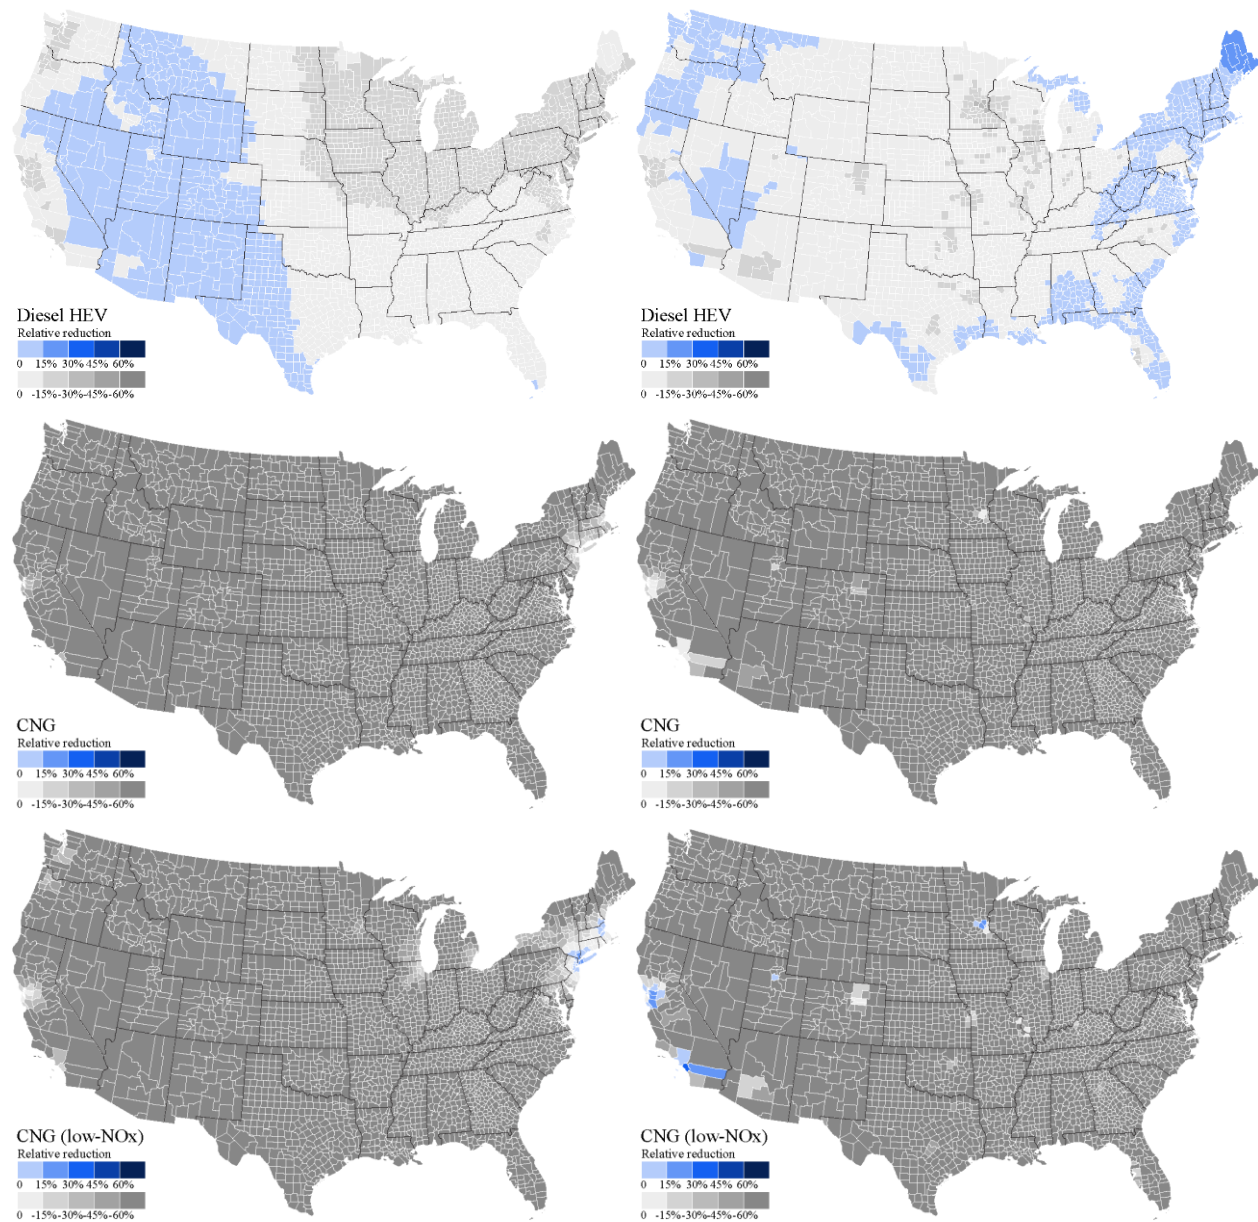 Diesel HEV
Relative reduction
0 15% 30% 45% 60%
0 -15%-30%-45%-60%
Diesel HEV
Relative reduction
0 15% 30% 45% 60%
0 -15%-30%-45%-60%
CNG
Relative reduction
0 15% 30% 45% 60%
0 -15%-30%-45%-60%
CNG
Relative reduction
0 15% 30% 45% 60%
0 -15%-30%-45%-60%
CNG (low-NOx)
Relative reduction
0 15% 30% 45% 60%
0 -15%-30%-45%-60%
CNG (low-NOx)
Relative reduction
0 15% 30% 45% 60%
0 -15%-30%-45%-60%